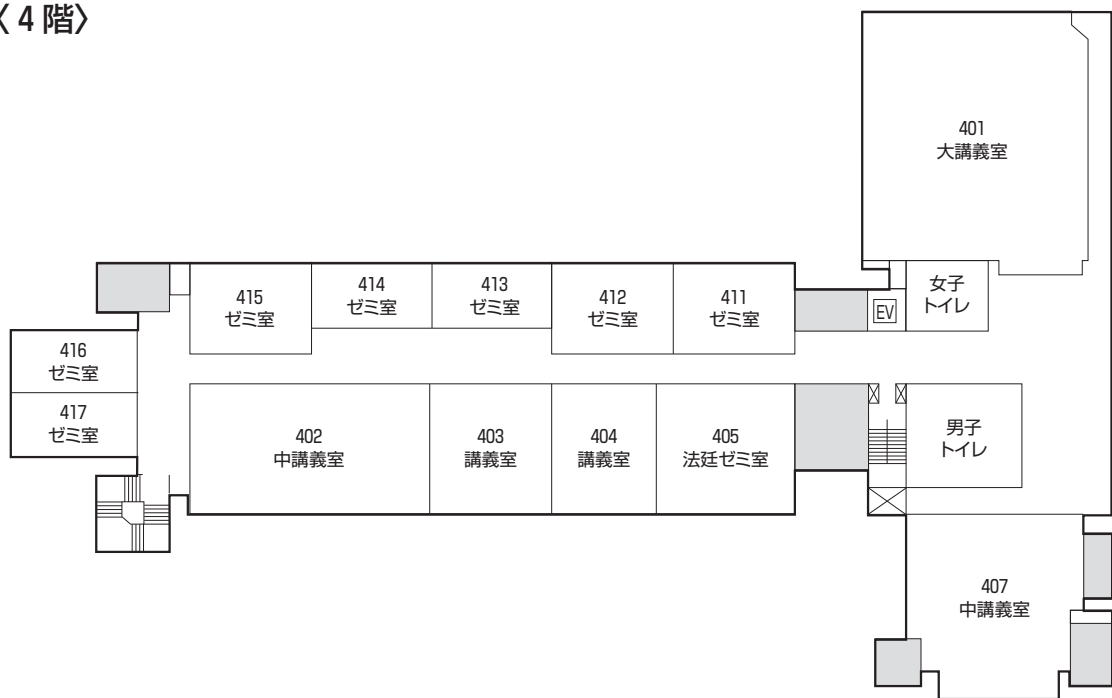 〈 4 階〉
401
大講義室
女子
トイレ
EV
415
ゼミ室
414
ゼミ室
413
ゼミ室
412
ゼミ室
411
ゼミ室
416
ゼミ室
417
ゼミ室
402
中講義室
403
講義室
404
講義室
405
法廷ゼミ室
男子
トイレ
407
中講義室